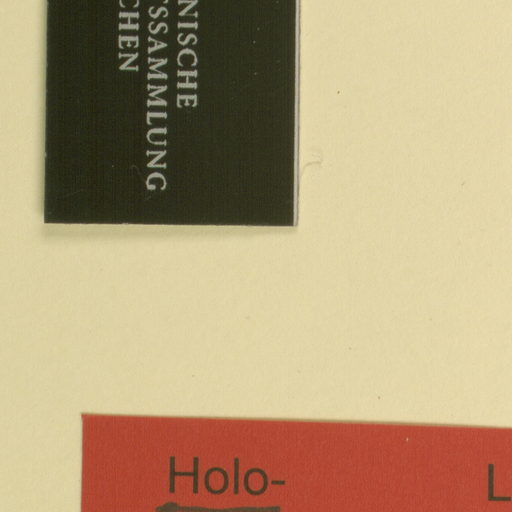 NISCHE
SSAMMLUNG
CHEN
Holo-
L